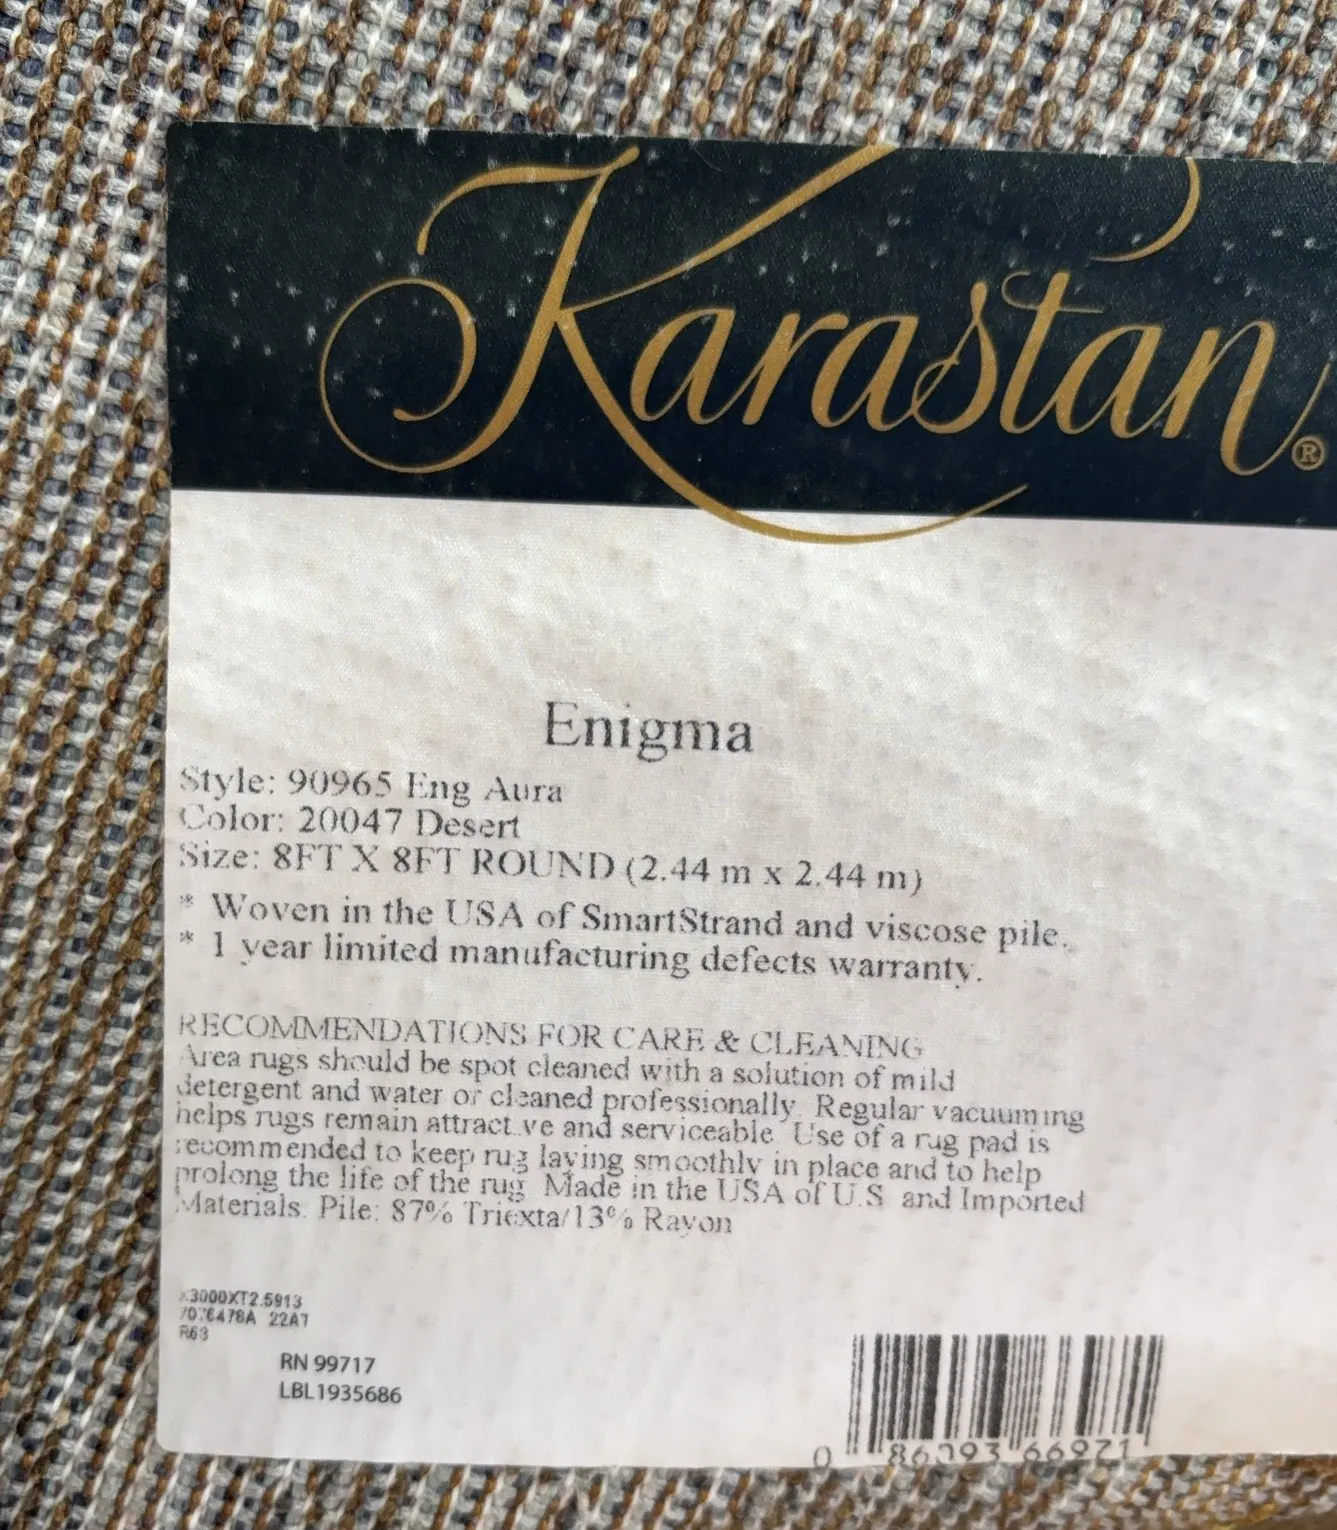 Karastan®
Enigma
Style: 90965 Eng Aura
Color: 20047 Desert
Size: 8FT X 8FT ROUND (2.44 m x 2.44 m)
* Woven in the USA of SmartStrand and viscose pile.
* 1 year limited manufacturing defects warranty.
RECOMMENDATIONS FOR CARE & CLEANING
Area rugs should be spot cleaned with a solution of mild
detergent and water or cleaned professionally. Regular vacuuming
helps rugs remain attractive and serviceable. Use of a rug pad is
recommended to keep rug laying smoothly in place and to help
prolong the life of the rug. Made in the USA of U.S. and Imported
Materials. Pile: 87% Triexta/13% Rayon
22A7
R63
RN 99717
LBL1935686
0 86093 66971